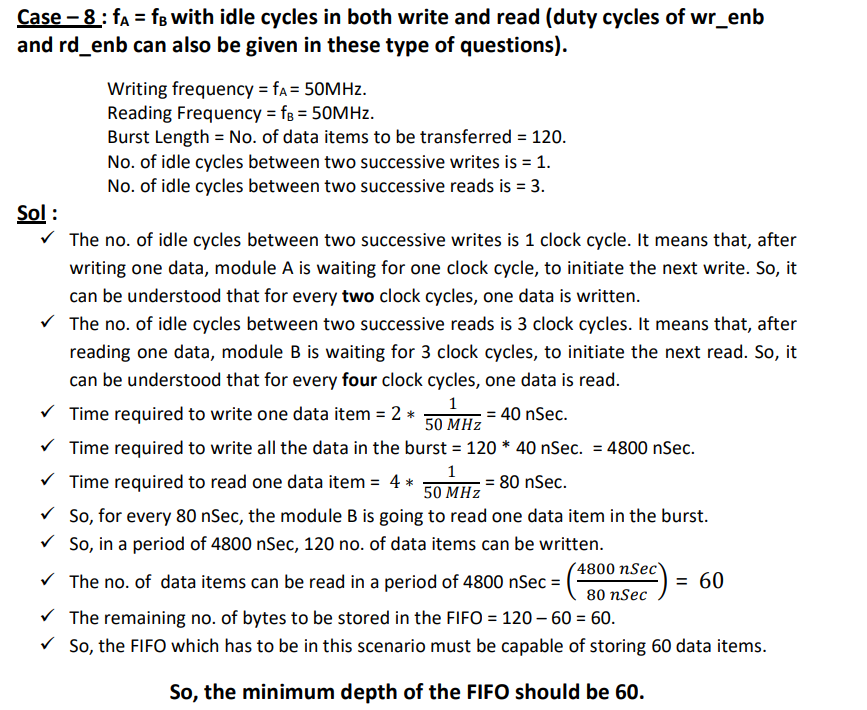 Case – 8 : fA = fB with idle cycles in both write and read (duty cycles of wr_enb
and rd_enb can also be given in these type of questions).
Writing frequency = fA = 50MHz.
Reading Frequency = fB = 50MHz.
Burst Length = No. of data items to be transferred = 120.
No. of idle cycles between two successive writes is = 1.
No. of idle cycles between two successive reads is = 3.
Sol :
✓ The no. of idle cycles between two successive writes is 1 clock cycle. It means that, after
writing one data, module A is waiting for one clock cycle, to initiate the next write. So, it
can be understood that for every two clock cycles, one data is written.
✓ The no. of idle cycles between two successive reads is 3 clock cycles. It means that, after
reading one data, module B is waiting for 3 clock cycles, to initiate the next read. So, it
can be understood that for every four clock cycles, one data is read.
✓ Time required to write one data item = 2 * 1/50 MHz = 40 nSec.
✓ Time required to write all the data in the burst = 120 * 40 nSec. = 4800 nSec.
✓ Time required to read one data item = 4 * 1/50 MHz = 80 nSec.
✓ So, for every 80 nSec, the module B is going to read one data item in the burst.
✓ So, in a period of 4800 nSec, 120 no. of data items can be written.
✓ The no. of data items can be read in a period of 4800 nSec = (4800 nSec/80 nSec) = 60
✓ The remaining no. of bytes to be stored in the FIFO = 120 – 60 = 60.
✓ So, the FIFO which has to be in this scenario must be capable of storing 60 data items.
So, the minimum depth of the FIFO should be 60.